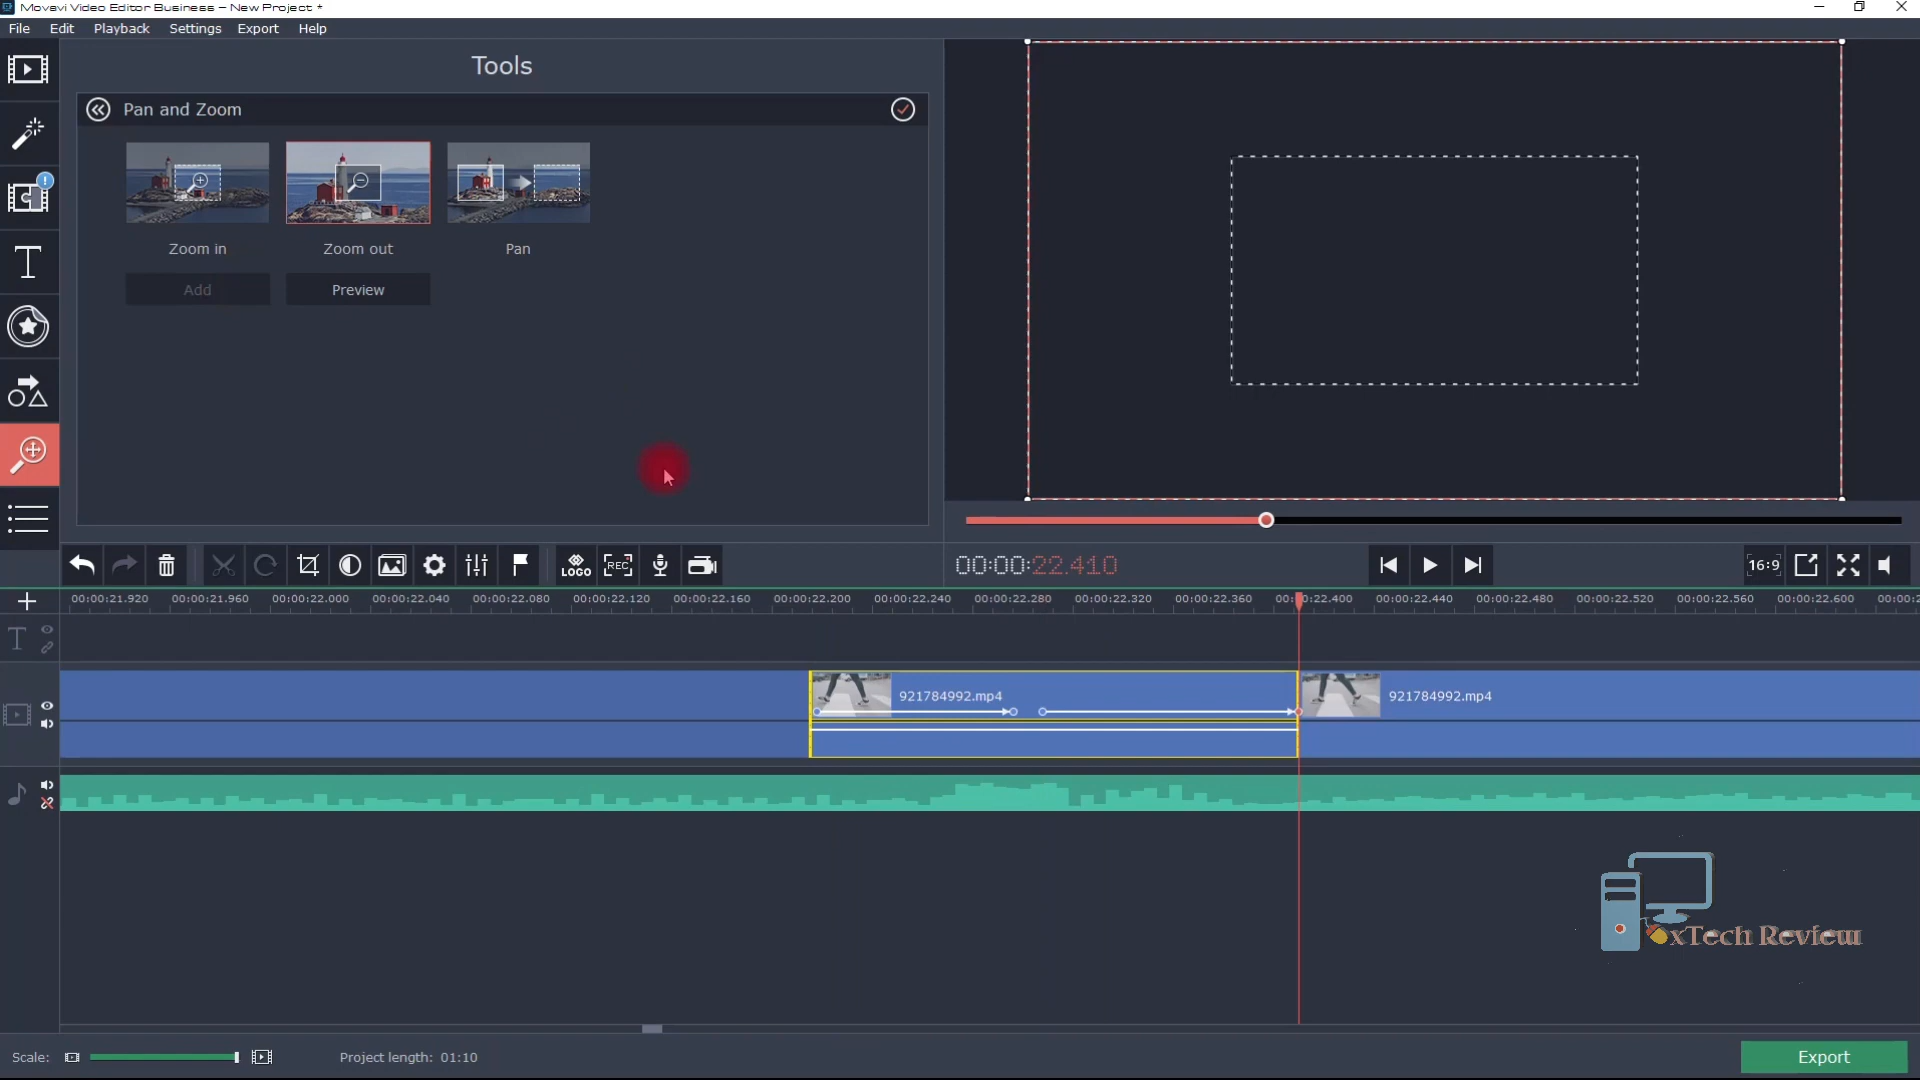 Movavi Video Editor Business – New Project *
File Edit Playback Settings Export Help
Tools
Pan and Zoom
Zoom in Zoom out Pan
Add Preview
LOGO REC 00:00:22.410 16:9
00:00:21.920 00:00:21.960 00:00:22.000 00:00:22.040 00:00:22.080 00:00:22.120 00:00:22.160 00:00:22.200 00:00:22.240 00:00:22.280 00:00:22.320 00:00:22.360 00:00:22.400 00:00:22.440 00:00:22.480 00:00:22.520 00:00:22.560 00:00:22.600
921784992.mp4 921784992.mp4
xTech Review
Scale: Project length: 01:10 Export